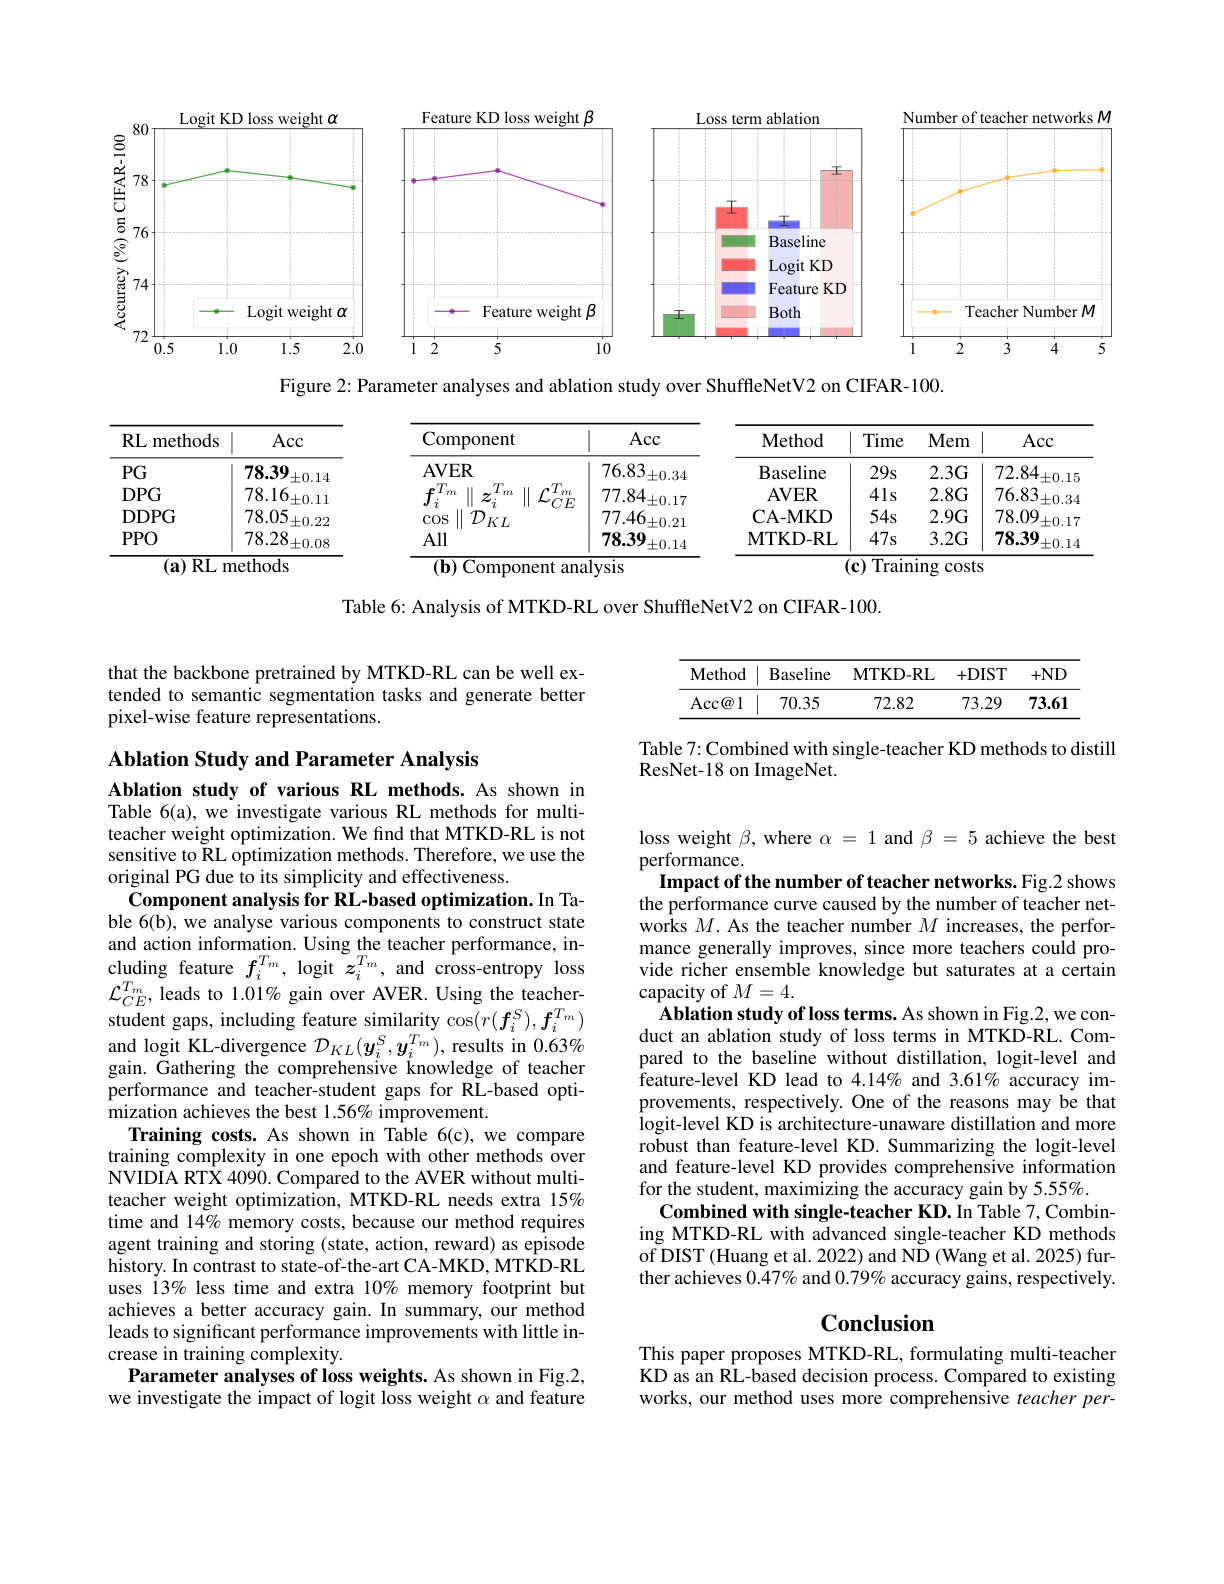 Logit KD loss weight α
Accuracy (%) on CIFAR-100
80
78
76
74
72
0.5 1.0 1.5 2.0
Logit weight α
Feature KD loss weight β
1 2 5 10
Feature weight β
Loss term ablation
Baseline
Logit KD
Feature KD
Both
Number of teacher networks M
1 2 3 4 5
Teacher Number M
Figure 2: Parameter analyses and ablation study over ShuffleNetV2 on CIFAR-100.
RL methods | Acc
PG | 78.39±0.14
DPG | 78.16±0.11
DDPG | 78.05±0.22
PPO | 78.28±0.08
(a) RL methods
Component | Acc
AVER | 76.83±0.34
f_i^{T_m} ∥ z_i^{T_m} ∥ L_{CE}^{T_m} | 77.84±0.17
cos ∥ D_{KL} | 77.46±0.21
All | 78.39±0.14
(b) Component analysis
Method | Time Mem | Acc
Baseline | 29s 2.3G | 72.84±0.15
AVER | 41s 2.8G | 76.83±0.34
CA-MKD | 54s 2.9G | 78.09±0.17
MTKD-RL | 47s 3.2G | 78.39±0.14
(c) Training costs
Table 6: Analysis of MTKD-RL over ShuffleNetV2 on CIFAR-100.
that the backbone pretrained by MTKD-RL can be well ex-
tended to semantic segmentation tasks and generate better
pixel-wise feature representations.
Ablation Study and Parameter Analysis
Ablation study of various RL methods. As shown in
Table 6(a), we investigate various RL methods for multi-
teacher weight optimization. We find that MTKD-RL is not
sensitive to RL optimization methods. Therefore, we use the
original PG due to its simplicity and effectiveness.
Component analysis for RL-based optimization. In Ta-
ble 6(b), we analyse various components to construct state
and action information. Using the teacher performance, in-
cluding feature f_i^{T_m}, logit z_i^{T_m}, and cross-entropy loss
L_{CE}^{T_m}, leads to 1.01% gain over AVER. Using the teacher-
student gaps, including feature similarity cos(r(f_i^S), f_i^{T_m})
and logit KL-divergence D_{KL}(y_i^S, y_i^{T_m}), results in 0.63%
gain. Gathering the comprehensive knowledge of teacher
performance and teacher-student gaps for RL-based opti-
mization achieves the best 1.56% improvement.
Training costs. As shown in Table 6(c), we compare
training complexity in one epoch with other methods over
NVIDIA RTX 4090. Compared to the AVER without multi-
teacher weight optimization, MTKD-RL needs extra 15%
time and 14% memory costs, because our method requires
agent training and storing (state, action, reward) as episode
history. In contrast to state-of-the-art CA-MKD, MTKD-RL
uses 13% less time and extra 10% memory footprint but
achieves a better accuracy gain. In summary, our method
leads to significant performance improvements with little in-
crease in training complexity.
Parameter analyses of loss weights. As shown in Fig.2,
we investigate the impact of logit loss weight α and feature
Method | Baseline MTKD-RL +DIST +ND
Acc@1 | 70.35 72.82 73.29 73.61
Table 7: Combined with single-teacher KD methods to distill
ResNet-18 on ImageNet.
loss weight β, where α = 1 and β = 5 achieve the best
performance.
Impact of the number of teacher networks. Fig.2 shows
the performance curve caused by the number of teacher net-
works M. As the teacher number M increases, the perfor-
mance generally improves, since more teachers could pro-
vide richer ensemble knowledge but saturates at a certain
capacity of M = 4.
Ablation study of loss terms. As shown in Fig.2, we con-
duct an ablation study of loss terms in MTKD-RL. Com-
pared to the baseline without distillation, logit-level and
feature-level KD lead to 4.14% and 3.61% accuracy im-
provements, respectively. One of the reasons may be that
logit-level KD is architecture-unaware distillation and more
robust than feature-level KD. Summarizing the logit-level
and feature-level KD provides comprehensive information
for the student, maximizing the accuracy gain by 5.55%.
Combined with single-teacher KD. In Table 7, Combin-
ing MTKD-RL with advanced single-teacher KD methods
of DIST (Huang et al. 2022) and ND (Wang et al. 2025) fur-
ther achieves 0.47% and 0.79% accuracy gains, respectively.
Conclusion
This paper proposes MTKD-RL, formulating multi-teacher
KD as an RL-based decision process. Compared to existing
works, our method uses more comprehensive teacher per-